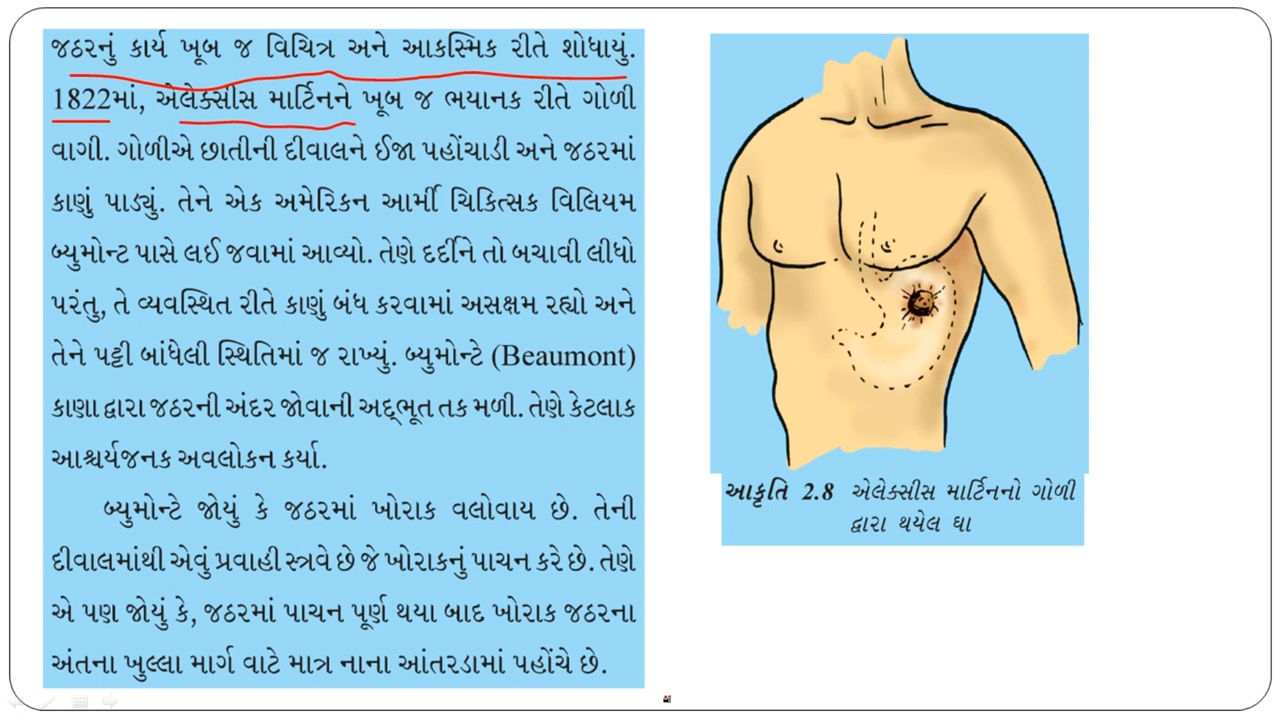 જઠરનું કાર્ય ખૂબ જ વિચિત્ર અને આકસ્મિક રીતે શોધાયું.
1822માં, એલેક્સીસ માર્ટિનને ખૂબ જ ભયાનક રીતે ગોળી
વાગી. ગોળીએ છાતીની દીવાલને ઈજા પહોંચાડી અને જઠરમાં
કાણું પાડ્યું. તેને એક અમેરિકન આર્મી ચિકિત્સક વિલિયમ
બ્યુમોન્ટ પાસે લઈ જવામાં આવ્યો. તેણે દર્દીને તો બચાવી લીધો
પરંતુ, તે વ્યવસ્થિત રીતે કાણું બંધ કરવામાં અસક્ષમ રહ્યો અને
તેને પટ્ટી બાંધેલી સ્થિતિમાં જ રાખ્યું. બ્યુમોન્ટે (Beaumont)
કાણા દ્વારા જઠરની અંદર જોવાની અદ્ભૂત તક મળી. તેણે કેટલાક
આશ્ચર્યજનક અવલોકન કર્યા.
બ્યુમોન્ટે જોયું કે જઠરમાં ખોરાક વલોવાય છે. તેની
દીવાલમાંથી એવું પ્રવાહી સ્ત્રવે છે જે ખોરાકનું પાચન કરે છે. તેણે
એ પણ જોયું કે, જઠરમાં પાચન પૂર્ણ થયા બાદ ખોરાક જઠરના
અંતના ખુલ્લા માર્ગ વાટે માત્ર નાના આંતરડામાં પહોંચે છે.
આકૃતિ 2.8 એલેક્સીસ માર્ટિનનો ગોળી
દ્વારા થયેલ ઘા